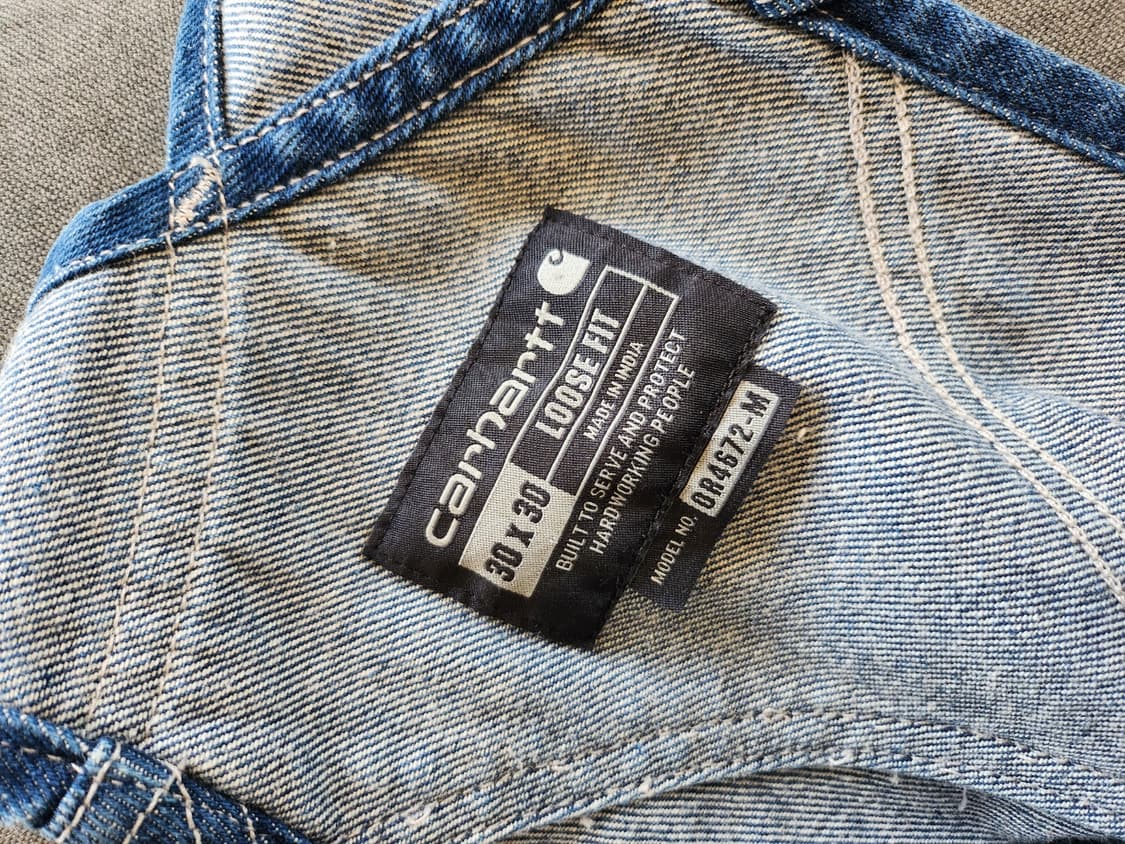 carhartt
30 x 30 LOOSE FIT
MADE IN INDIA
BUILT TO SERVE AND PROTECT
HARDWORKING PEOPLE
MODEL NO. OR4672-M